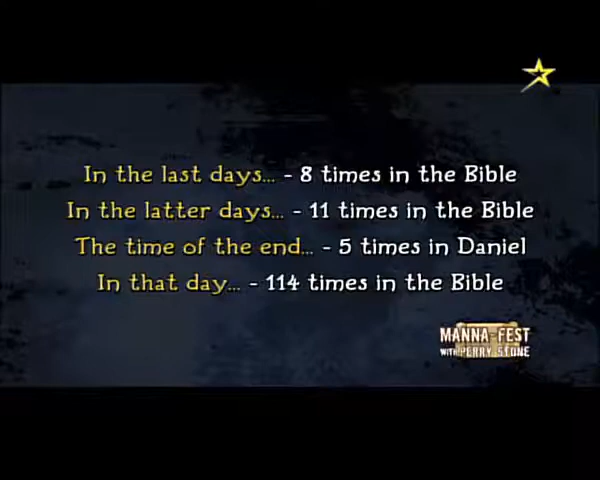 In the last days... - 8 times in the Bible
In the latter days... - 11 times in the Bible
The time of the end... - 5 times in Daniel
In that day... - 114 times in the Bible
MANNA-FEST
WITH PERRY STONE